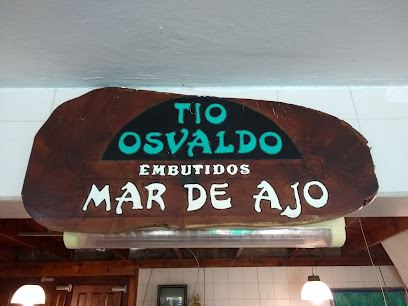 TIO
OSVALDO
EMBUTIDOS
MAR DE AJO